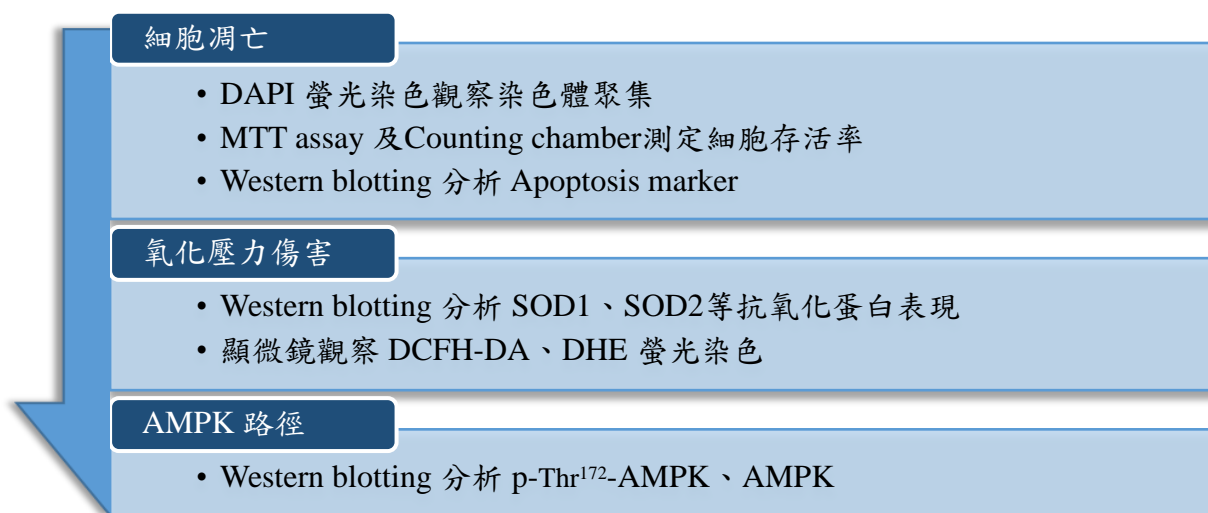 細胞凋亡
• DAPI 螢光染色觀察染色體聚集
• MTT assay 及Counting chamber測定細胞存活率
• Western blotting 分析 Apoptosis marker
氧化壓力傷害
• Western blotting 分析 SOD1、SOD2等抗氧化蛋白表現
• 顯微鏡觀察 DCFH-DA、DHE 螢光染色
AMPK 路徑
• Western blotting 分析 p-Thr¹⁷²-AMPK、AMPK